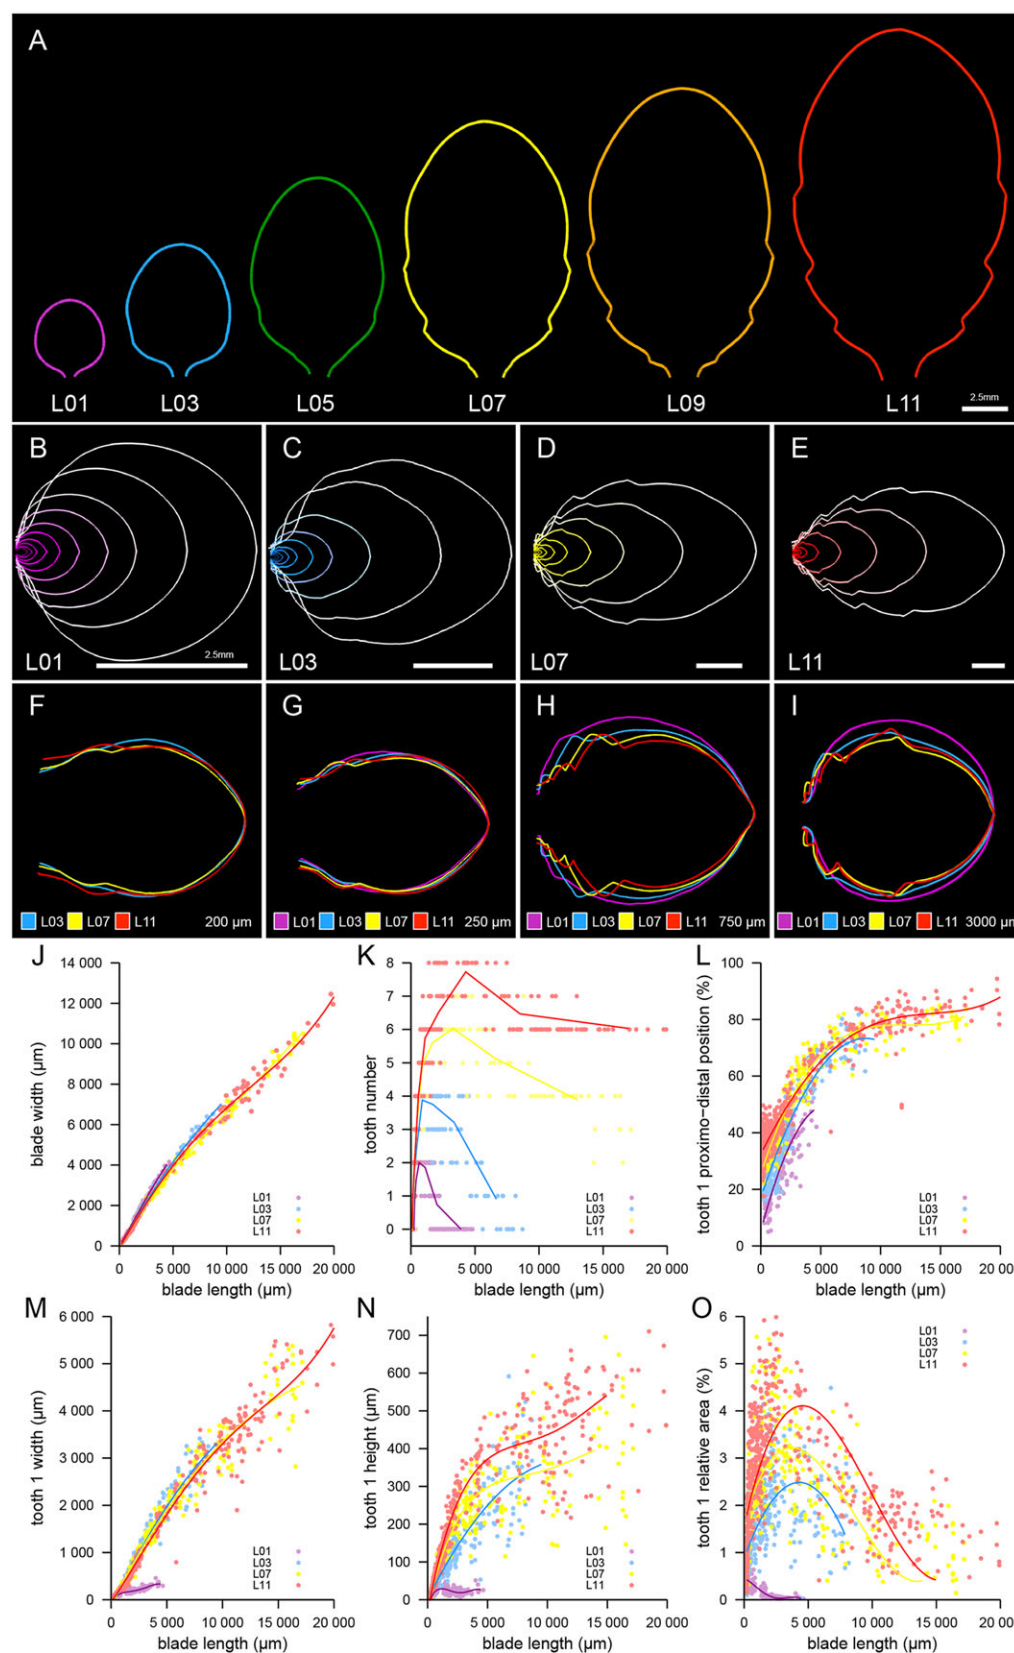 A
L01 L03 L05 L07 L09 L11
2.5mm
B C D E
2.5mm
L01 L03 L07 L11
F G H I
L03 L07 L11 200 µm
L01 L03 L07 L11 250 µm
L01 L03 L07 L11 750 µm
L01 L03 L07 L11 3000 µm
J
blade width (µm)
14 000
12 000
10 000
8 000
6 000
4 000
2 000
0
L01
L03
L07
L11
0 5 000 10 000 15 000 20 000
blade length (µm)
K
tooth number
8
7
6
5
4
3
2
1
0
L01
L03
L07
L11
0 5 000 10 000 15 000 20 000
blade length (µm)
L
tooth 1 proximo-distal position (%)
100
80
60
40
20
0
L01
L03
L07
L11
0 5 000 10 000 15 000 20 000
blade length (µm)
M
tooth 1 width (µm)
6 000
5 000
4 000
3 000
2 000
1 000
0
L01
L03
L07
L11
0 5 000 10 000 15 000 20 000
blade length (µm)
N
tooth 1 height (µm)
700
600
500
400
300
200
100
0
L01
L03
L07
L11
0 5 000 10 000 15 000 20 000
blade length (µm)
O
tooth 1 relative area (%)
6
5
4
3
2
1
0
L01
L03
L07
L11
0 5 000 10 000 15 000 20 000
blade length (µm)